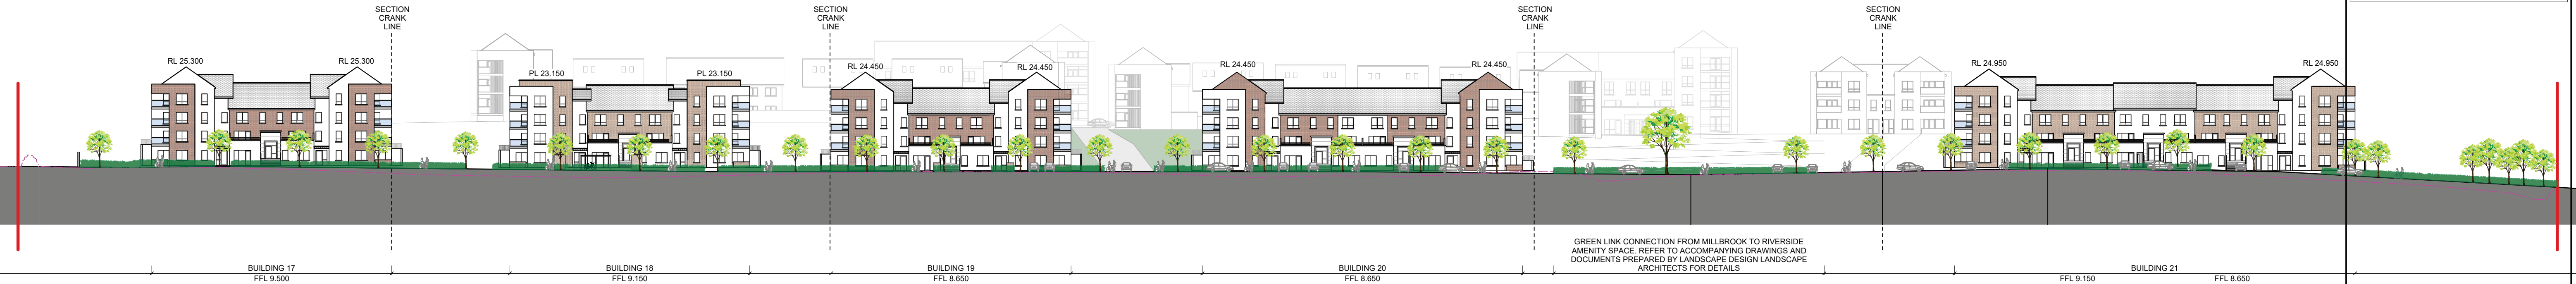 SECTION
CRANK
LINE
SECTION
CRANK
LINE
SECTION
CRANK
LINE
SECTION
CRANK
LINE
RL 25.300
RL 25.300
PL 23.150
PL 23.150
RL 24.450
RL 24.450
RL 24.450
RL 24.450
RL 24.950
RL 24.950
GREEN LINK CONNECTION FROM MILLBROOK TO RIVERSIDE
AMENITY SPACE. REFER TO ACCOMPANYING DRAWINGS AND
DOCUMENTS PREPARED BY LANDSCAPE DESIGN LANDSCAPE
ARCHITECTS FOR DETAILS
BUILDING 17
FFL 9.500
BUILDING 18
FFL 9.150
BUILDING 19
FFL 8.650
BUILDING 20
FFL 8.650
BUILDING 21
FFL 9.150
FFL 8.650